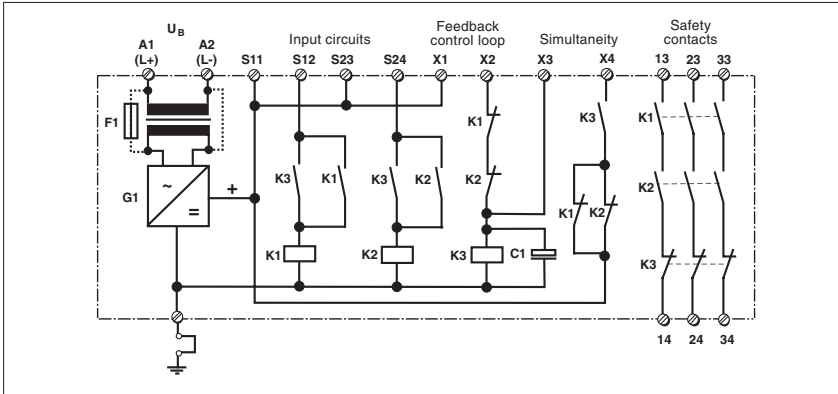 U_B
Input circuits
Feedback
control loop
Simultaneity
Safety
contacts
A1
(L+)
A2
(L-)
S11
S12
S23
S24
X1
X2
X3
X4
13
23
33
F1
G1
~
=
+
K3
K1
K3
K2
K1
K2
K3
K1
K2
K1
K2
K3
K1
K2
K3
C1
14
24
34